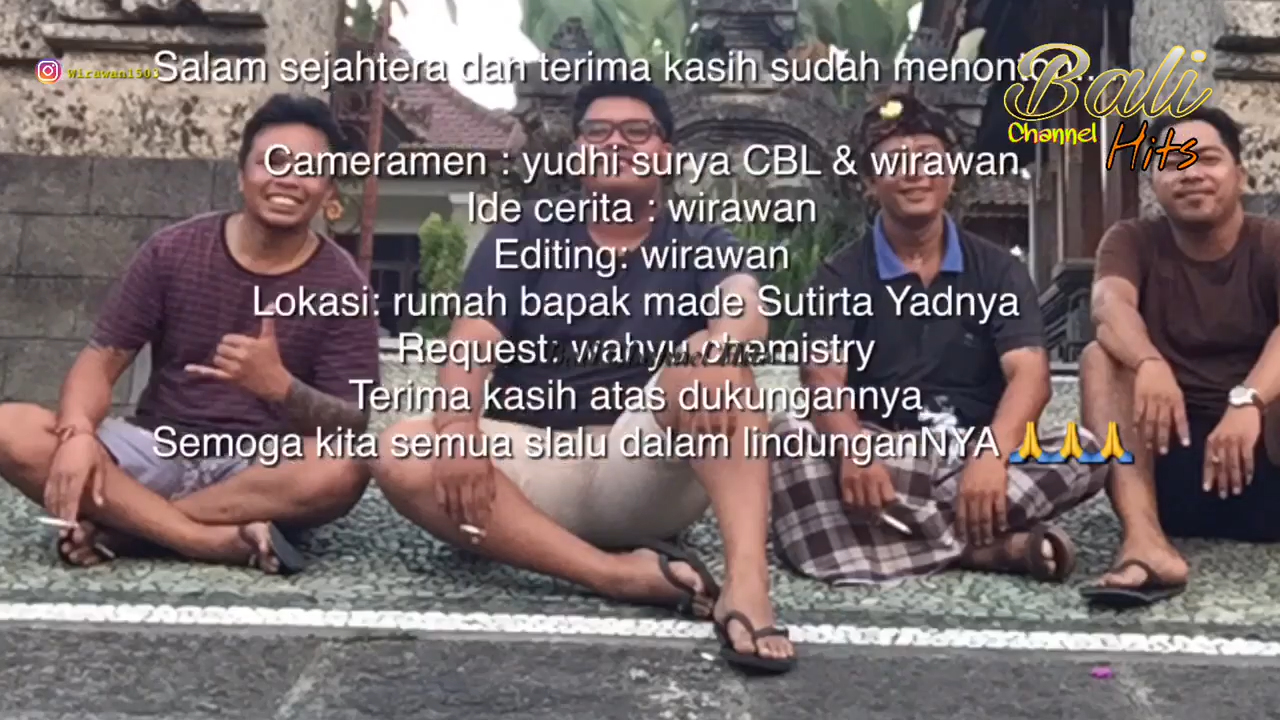 Salam sejahtera dan terima kasih sudah
wirawan1503
Bali
Channel
Hits
Cameramen : yudhi surya CBL & wirawan
Ide cerita : wirawan
Editing: wirawan
Lokasi: rumah bapak made Sutirta Yadnya
Request: wahyu chemistry
Terima kasih atas dukungannya
Semoga kita semua slalu dalam lindunganNYA 🙏🙏🙏